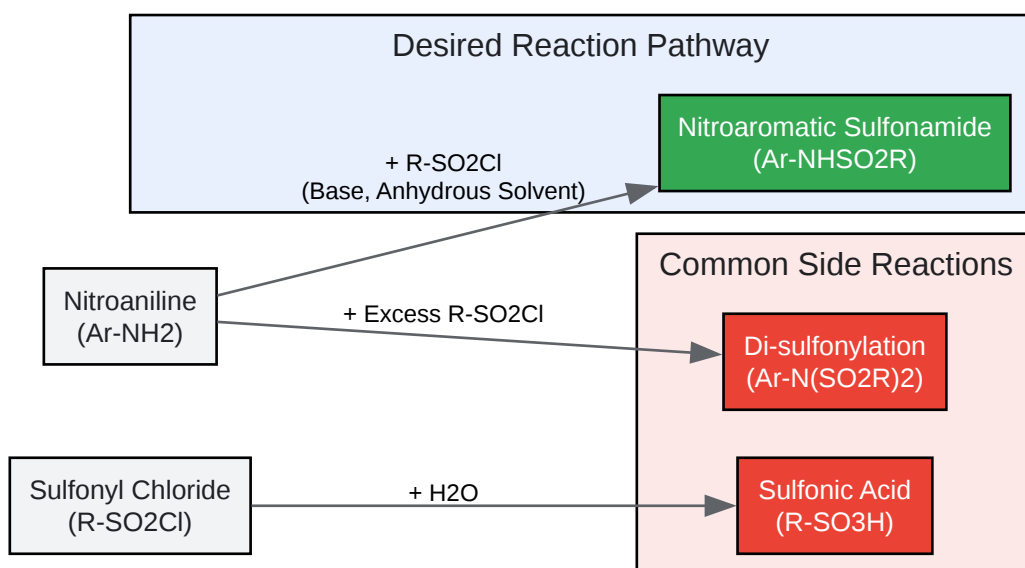 Desired Reaction Pathway
Nitroaromatic Sulfonamide
(Ar-NHSO2R)
+ R-SO2Cl
(Base, Anhydrous Solvent)
Common Side Reactions
Nitroaniline
(Ar-NH2)
+ Excess R-SO2Cl
Di-sulfonylation
(Ar-N(SO2R)2)
Sulfonyl Chloride
(R-SO2Cl)
+ H2O
Sulfonic Acid
(R-SO3H)